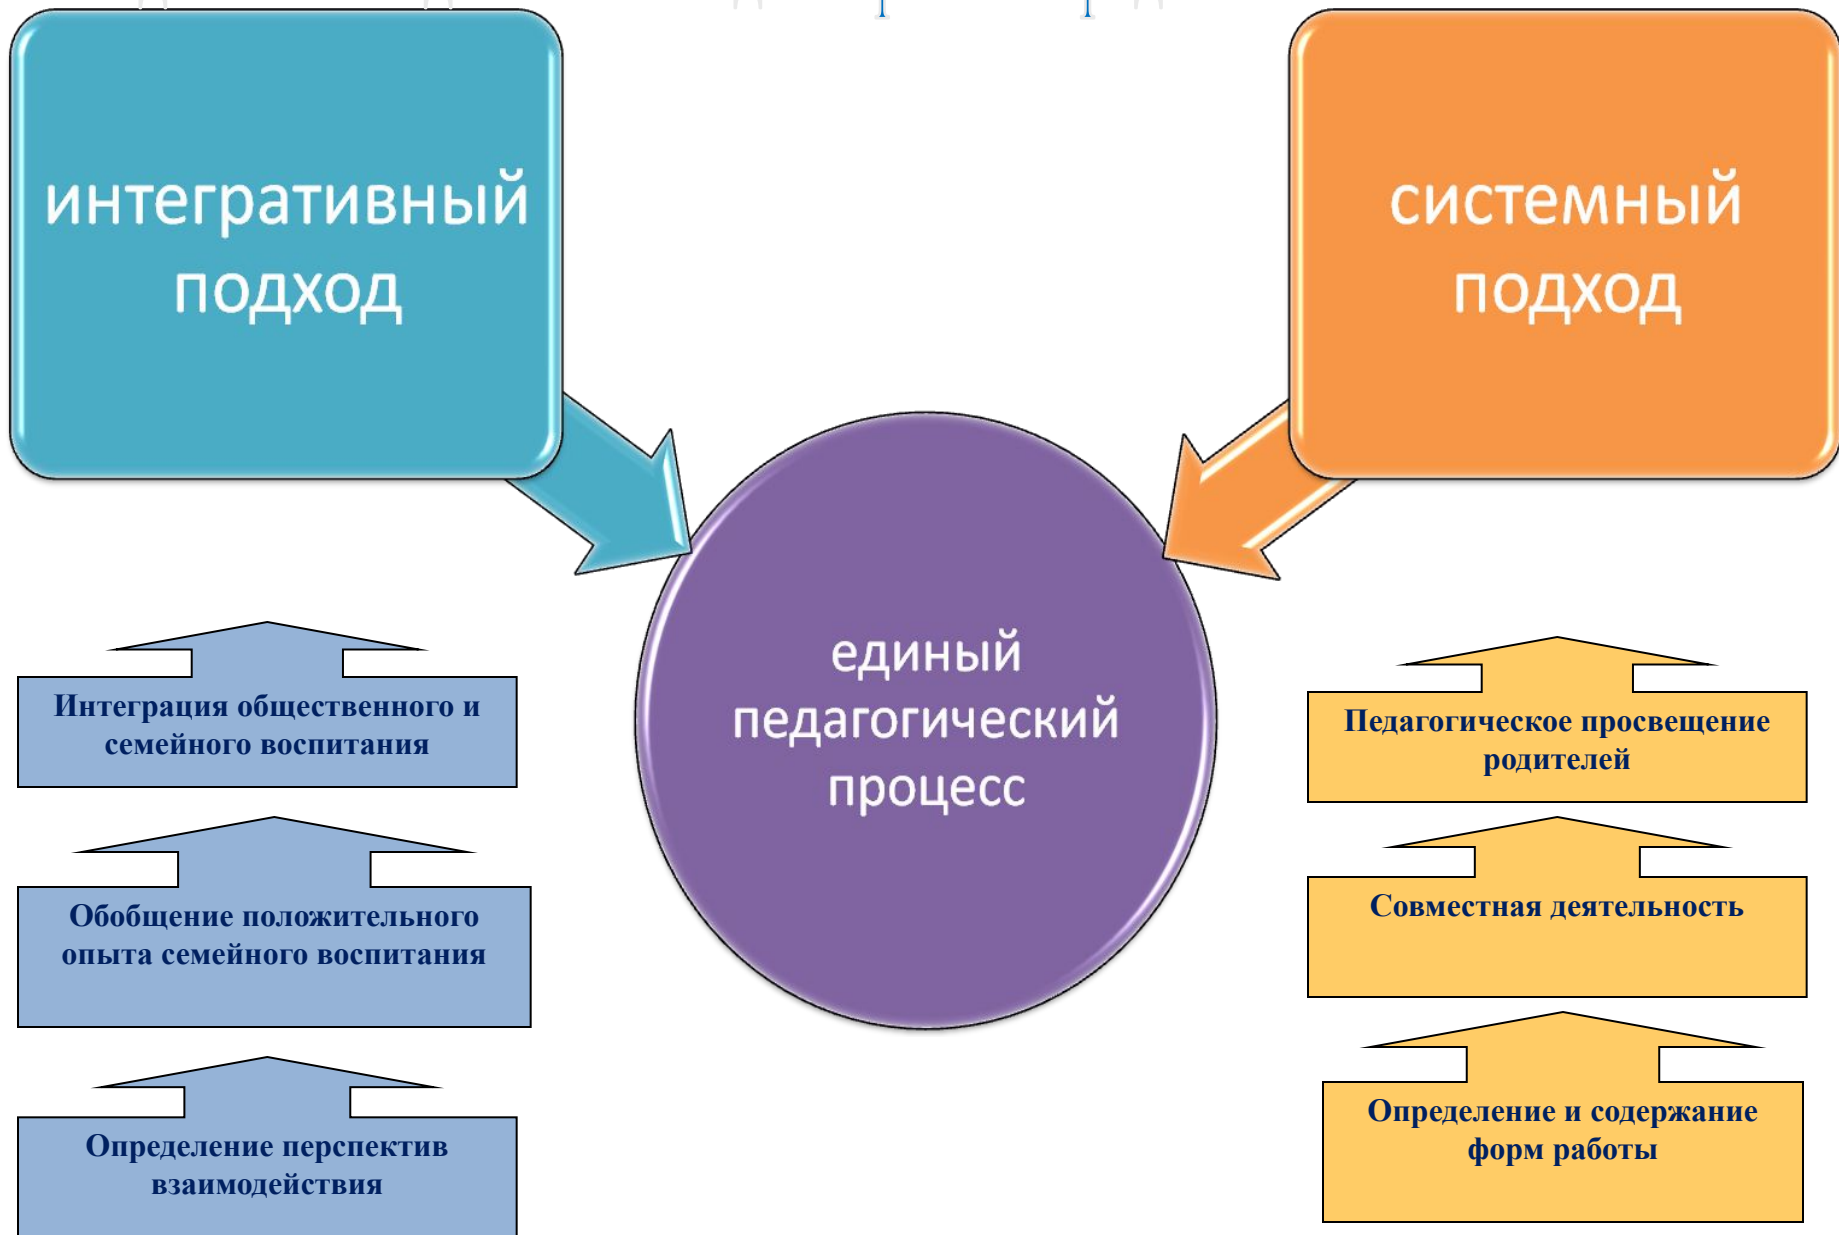 интегративный
подход
системный
подход
единый
педагогический
процесс
Интеграция общественного и
семейного воспитания
Обобщение положительного
опыта семейного воспитания
Определение перспектив
взаимодействия
Педагогическое просвещение
родителей
Совместная деятельность
Определение и содержание
форм работы